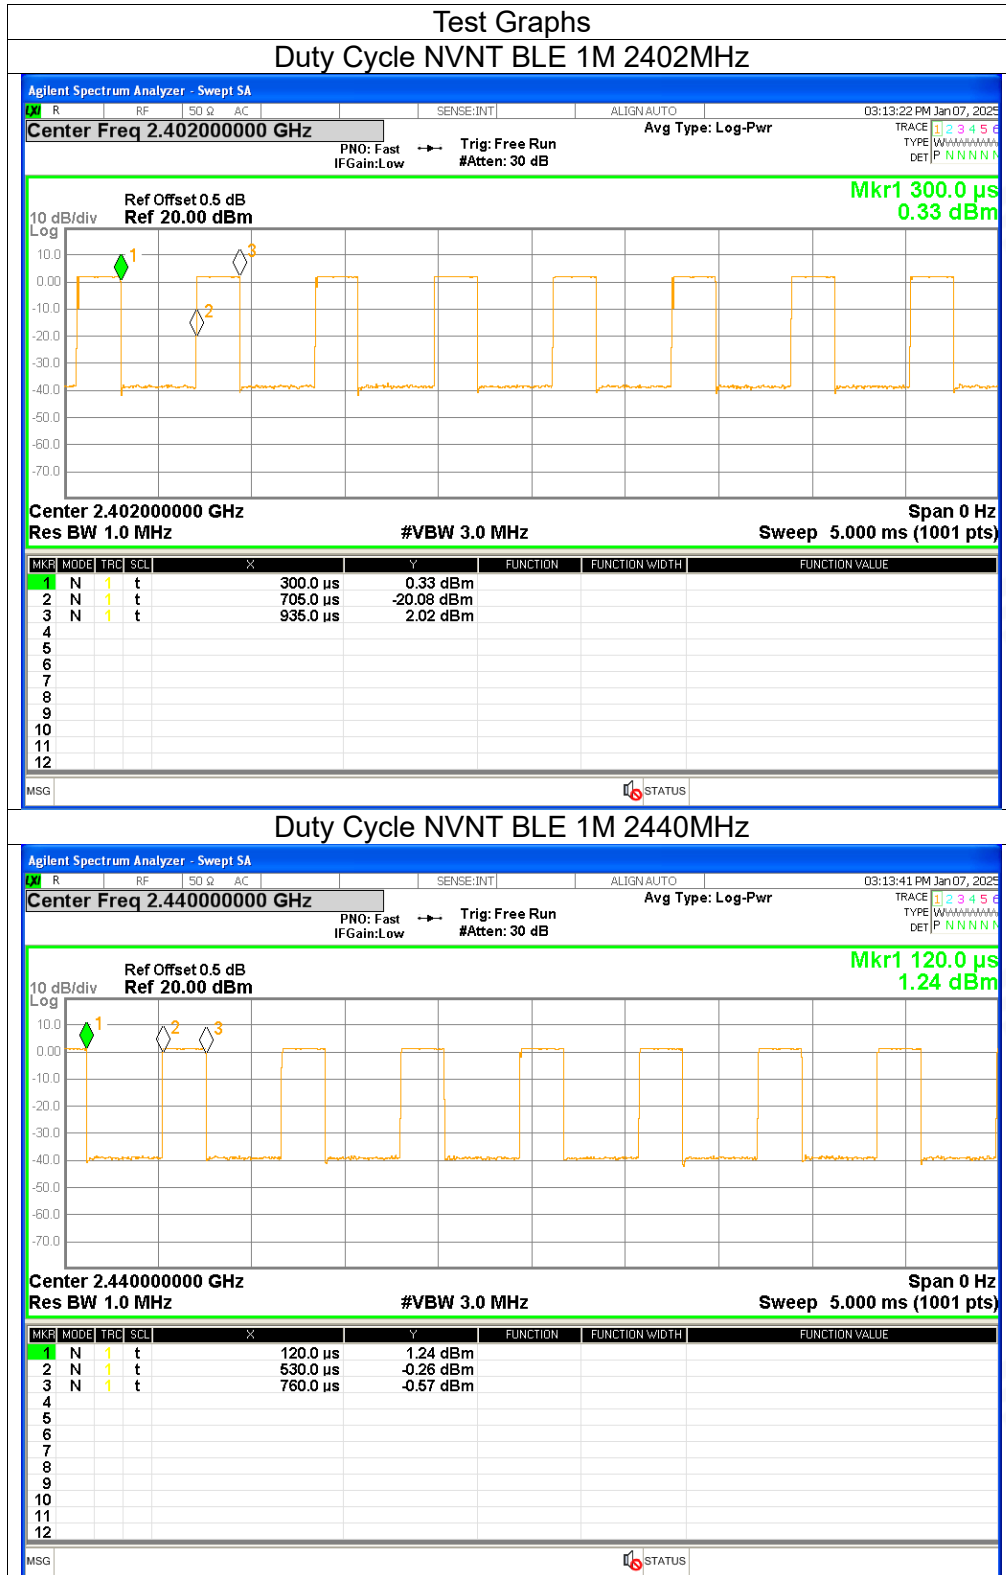 Test Graphs
Duty Cycle NVNT BLE 1M 2402MHz
Agilent Spectrum Analyzer - Swept SA
LXI R RF 50 Ω AC SENSE:INT ALIGN AUTO 03:13:22 PM Jan 07, 2025
Center Freq 2.402000000 GHz Avg Type: Log-Pwr TRACE 1 2 3 4 5 6
PNO: Fast Trig: Free Run TYPE
IFGain:Low #Atten: 30 dB DET P N N N N N
Mkr1 300.0 µs
Ref Offset 0.5 dB
10 dB/div Ref 20.00 dBm 0.33 dBm
Log
10.0
0.00
-10.0
-20.0
-30.0
-40.0
-50.0
-60.0
-70.0
1
2
3
Center 2.402000000 GHz Span 0 Hz
Res BW 1.0 MHz #VBW 3.0 MHz Sweep 5.000 ms (1001 pts)
MKR MODE TRC SCL X Y FUNCTION FUNCTION WIDTH FUNCTION VALUE
1 N 1 t 300.0 µs 0.33 dBm
2 N 1 t 705.0 µs -20.08 dBm
3 N 1 t 935.0 µs 2.02 dBm
4
5
6
7
8
9
10
11
12
MSG STATUS
Duty Cycle NVNT BLE 1M 2440MHz
Agilent Spectrum Analyzer - Swept SA
LXI R RF 50 Ω AC SENSE:INT ALIGN AUTO 03:13:41 PM Jan 07, 2025
Center Freq 2.440000000 GHz Avg Type: Log-Pwr TRACE 1 2 3 4 5 6
PNO: Fast Trig: Free Run TYPE
IFGain:Low #Atten: 30 dB DET P N N N N N
Mkr1 120.0 µs
Ref Offset 0.5 dB
10 dB/div Ref 20.00 dBm 1.24 dBm
Log
10.0
0.00
-10.0
-20.0
-30.0
-40.0
-50.0
-60.0
-70.0
1
2
3
Center 2.440000000 GHz Span 0 Hz
Res BW 1.0 MHz #VBW 3.0 MHz Sweep 5.000 ms (1001 pts)
MKR MODE TRC SCL X Y FUNCTION FUNCTION WIDTH FUNCTION VALUE
1 N 1 t 120.0 µs 1.24 dBm
2 N 1 t 530.0 µs -0.26 dBm
3 N 1 t 760.0 µs -0.57 dBm
4
5
6
7
8
9
10
11
12
MSG STATUS